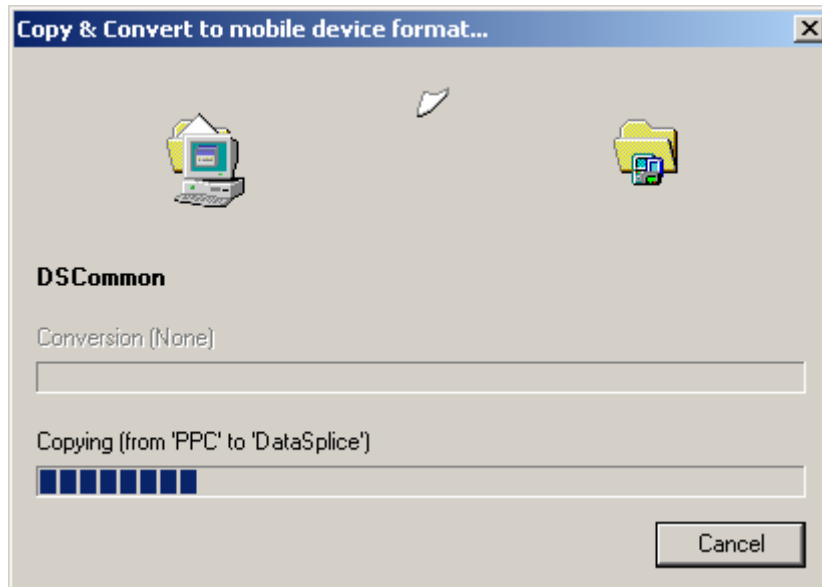 Copy & Convert to mobile device format...
DSCommon
Conversion (None)
Copying (from 'PPC' to 'DataSplice')
Cancel